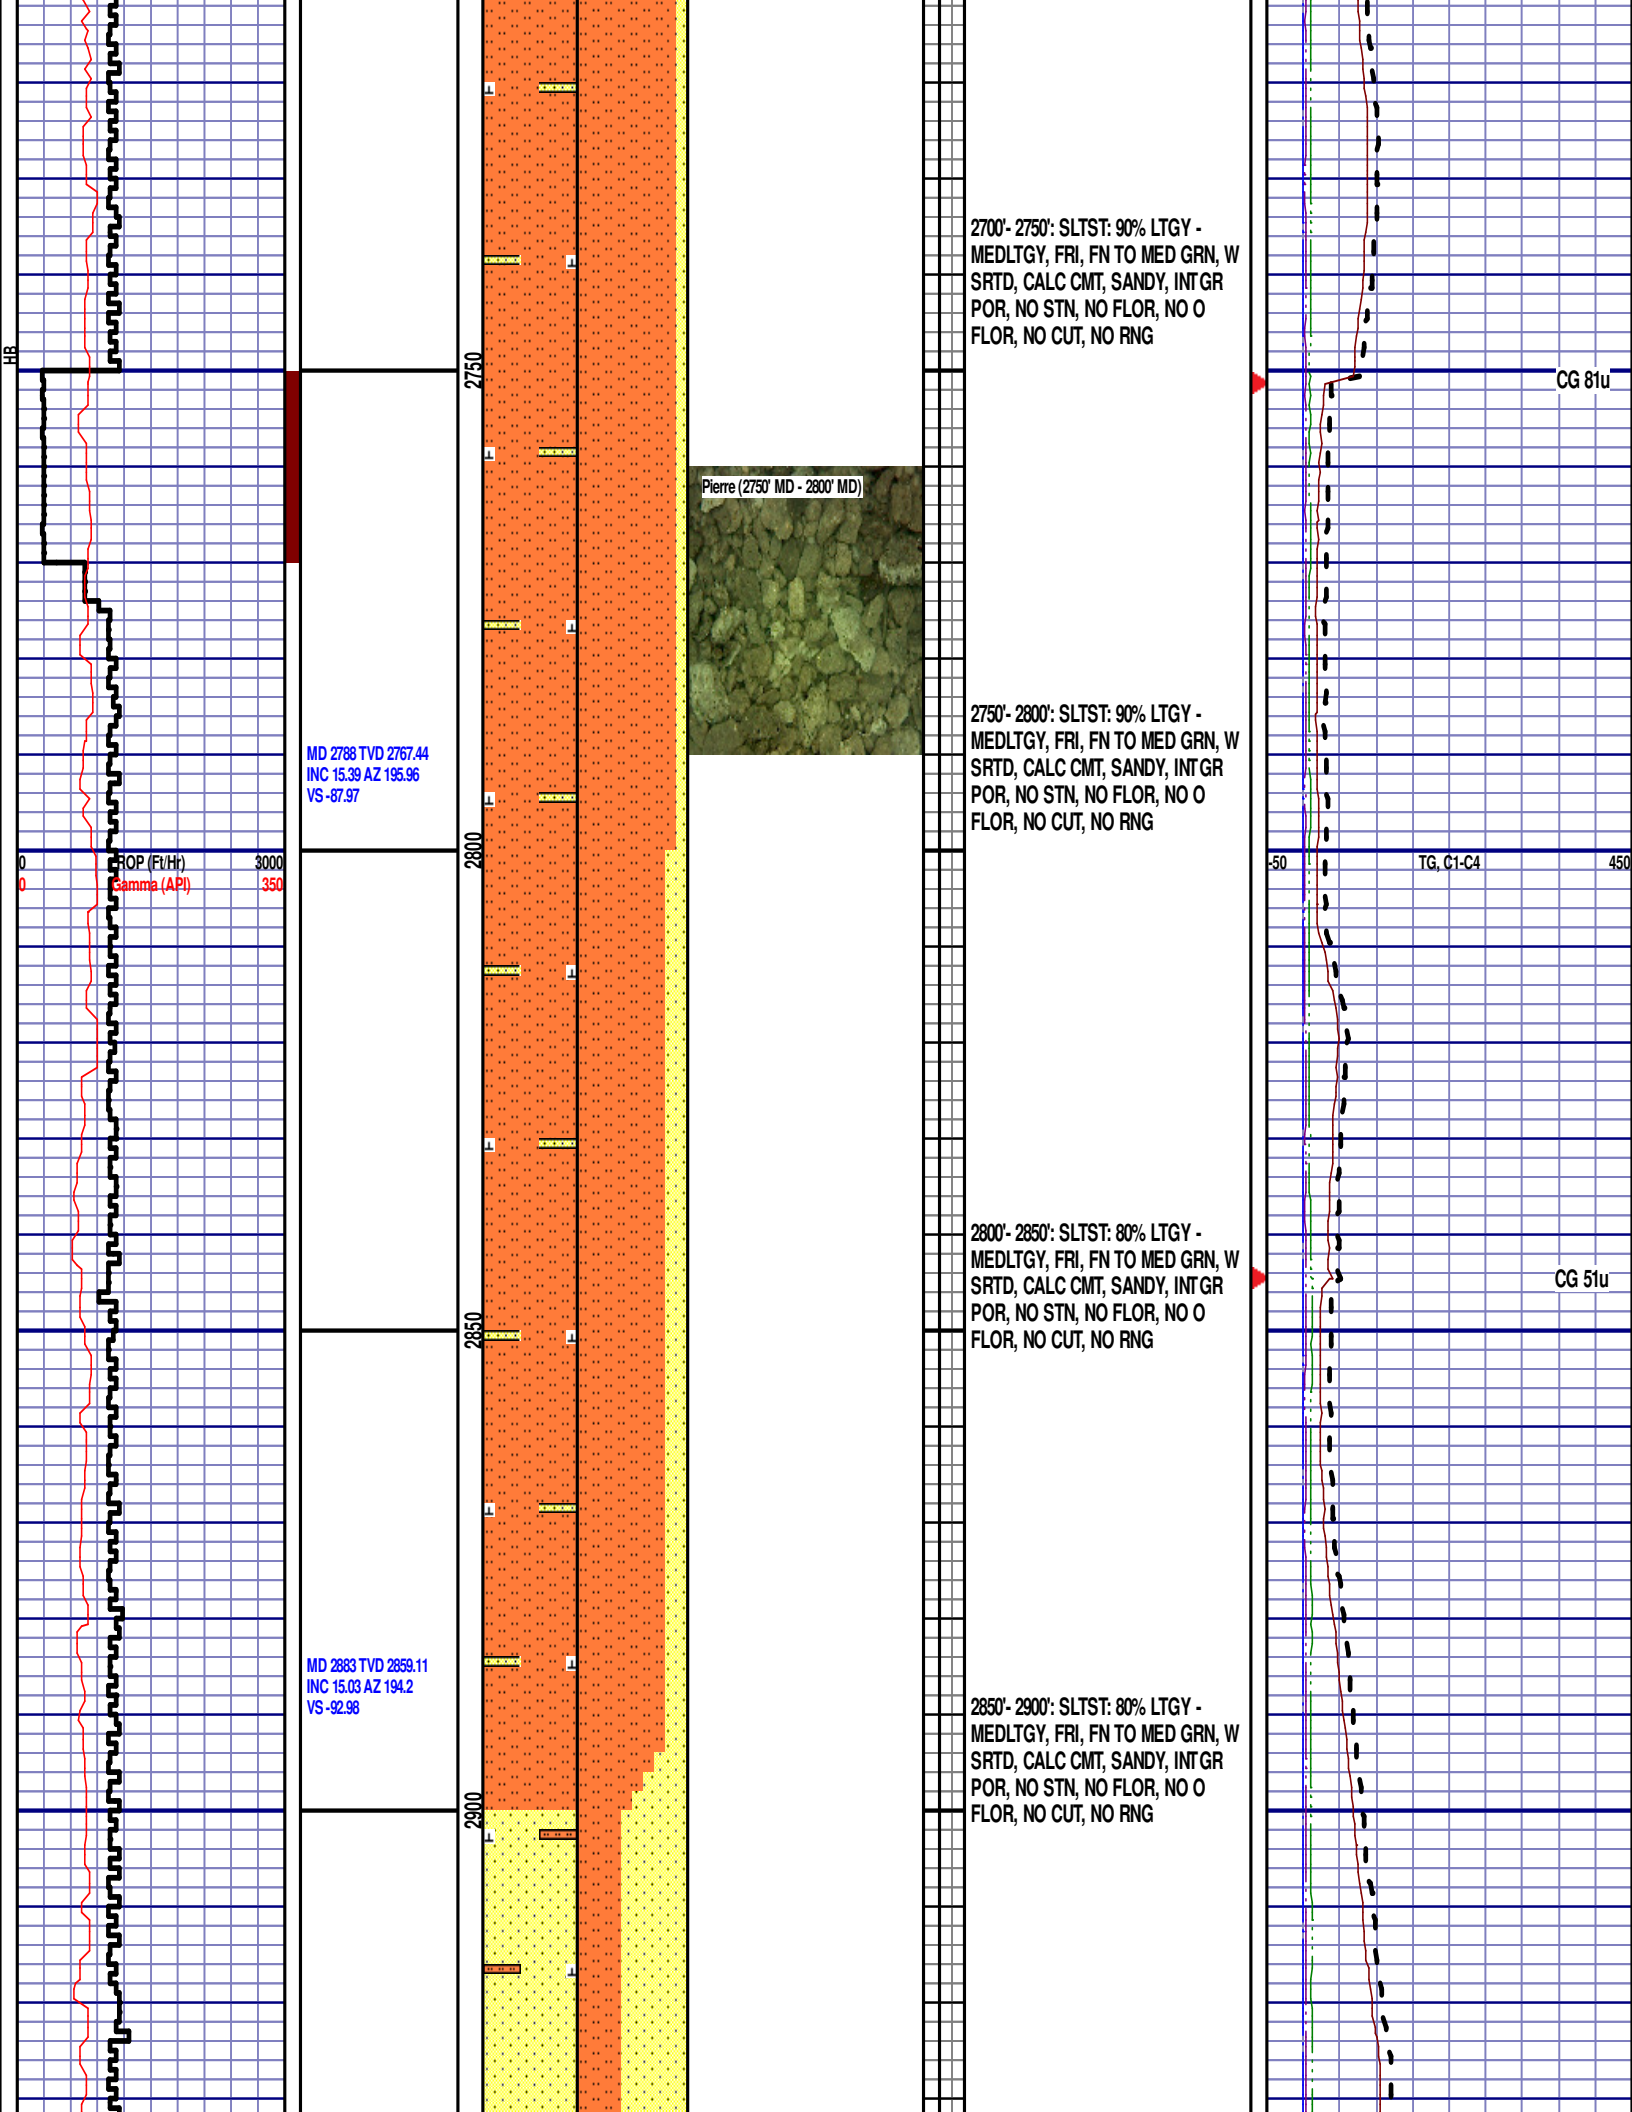 2700'- 2750': SLTST: 90% LTGY -
MEDLTGY, FRI, FN TO MED GRN, W
SRTD, CALC CMT, SANDY, INTGR
POR, NO STN, NO FLOR, NO O
FLOR, NO CUT, NO RNG
HB
2750
CG 81u
Pierre (2750' MD - 2800' MD)
2750'- 2800': SLTST: 90% LTGY -
MEDLTGY, FRI, FN TO MED GRN, W
SRTD, CALC CMT, SANDY, INTGR
POR, NO STN, NO FLOR, NO O
FLOR, NO CUT, NO RNG
MD 2788 TVD 2767.44
INC 15.39 AZ 195.96
VS -87.97
2800
0 ROP (Ft/Hr) 3000
0 Gamma (API) 350
-50 TG, C1-C4 450
2800'- 2850': SLTST: 80% LTGY -
MEDLTGY, FRI, FN TO MED GRN, W
SRTD, CALC CMT, SANDY, INTGR
POR, NO STN, NO FLOR, NO O
FLOR, NO CUT, NO RNG
CG 51u
2850
MD 2883 TVD 2859.11
INC 15.03 AZ 194.2
VS -92.98
2850'- 2900': SLTST: 80% LTGY -
MEDLTGY, FRI, FN TO MED GRN, W
SRTD, CALC CMT, SANDY, INTGR
POR, NO STN, NO FLOR, NO O
FLOR, NO CUT, NO RNG
2900